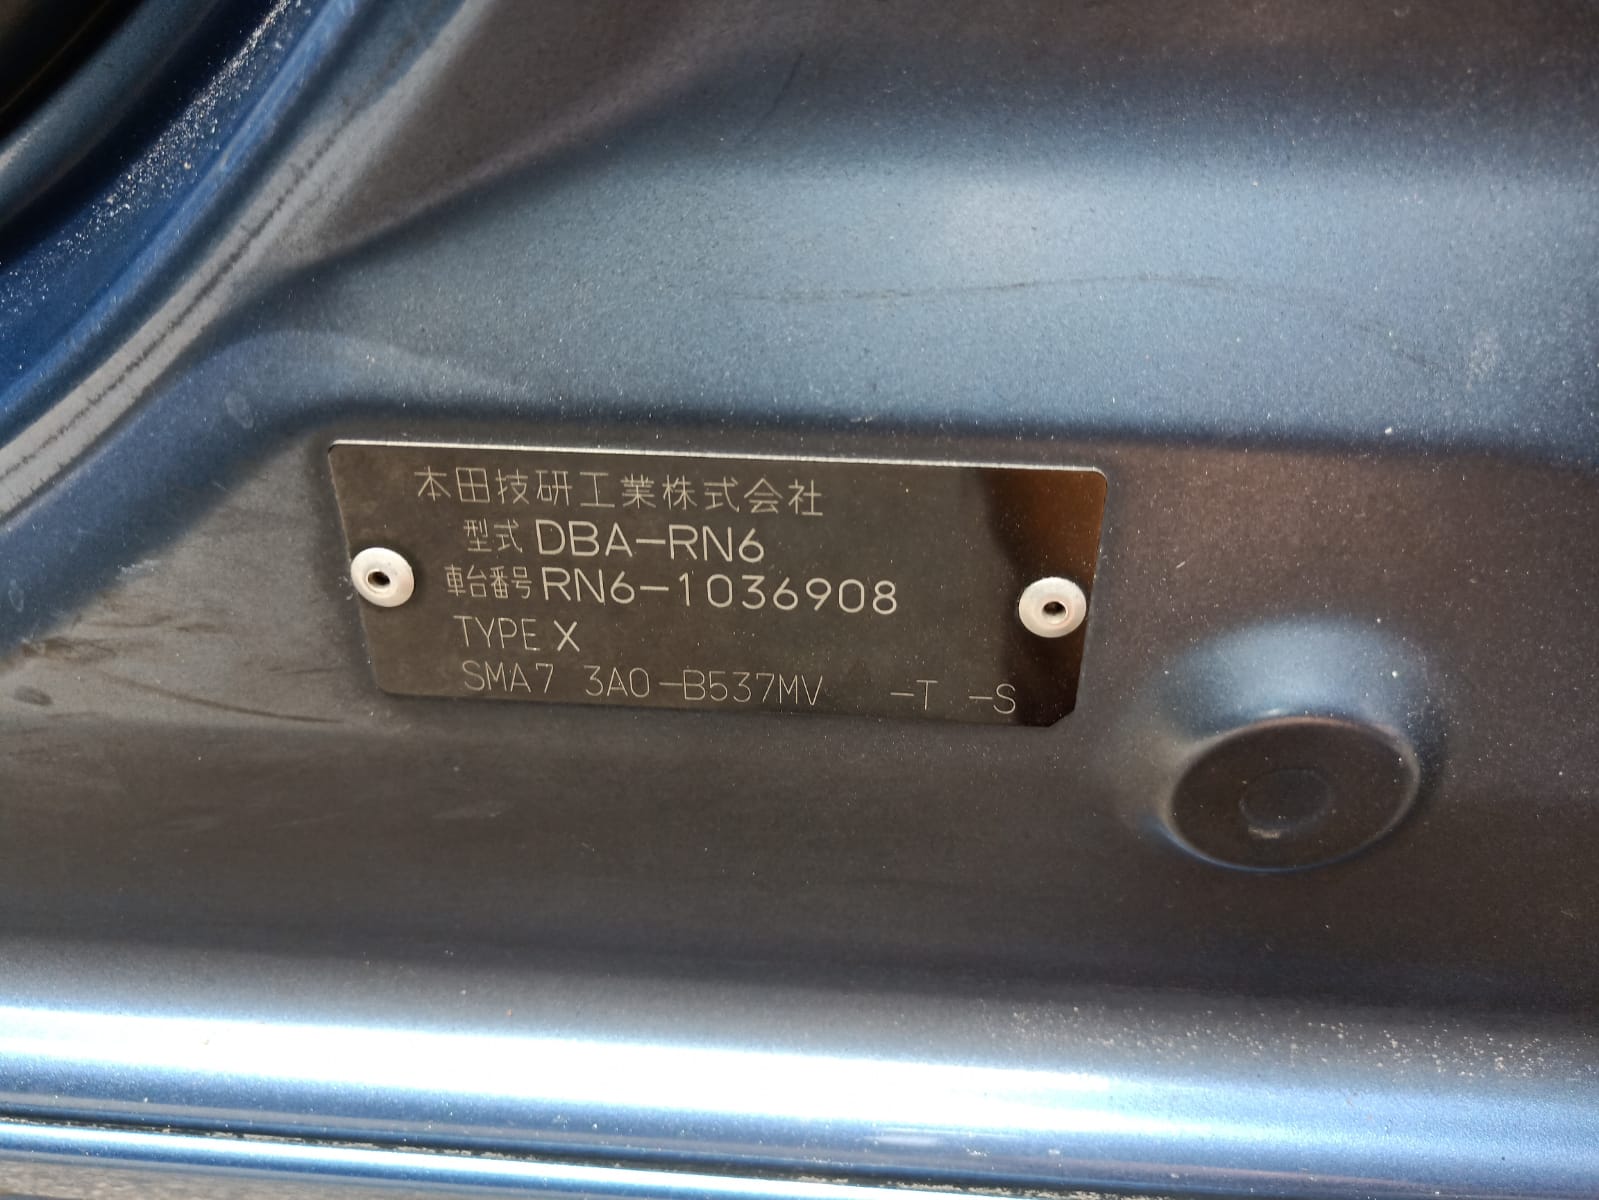 本田技研工業株式会社
型式 DBA-RN6
車台番号 RN6-1036908
TYPE X
SMA7 3A0-B537MV -T -S